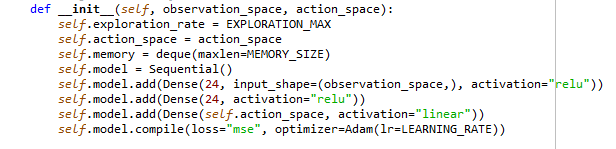 def __init__(self, observation_space, action_space):
self.exploration_rate = EXPLORATION_MAX
self.action_space = action_space
self.memory = deque(maxlen=MEMORY_SIZE)
self.model = Sequential()
self.model.add(Dense(24, input_shape=(observation_space,), activation="relu"))
self.model.add(Dense(24, activation="relu"))
self.model.add(Dense(self.action_space, activation="linear"))
self.model.compile(loss="mse", optimizer=Adam(lr=LEARNING_RATE))